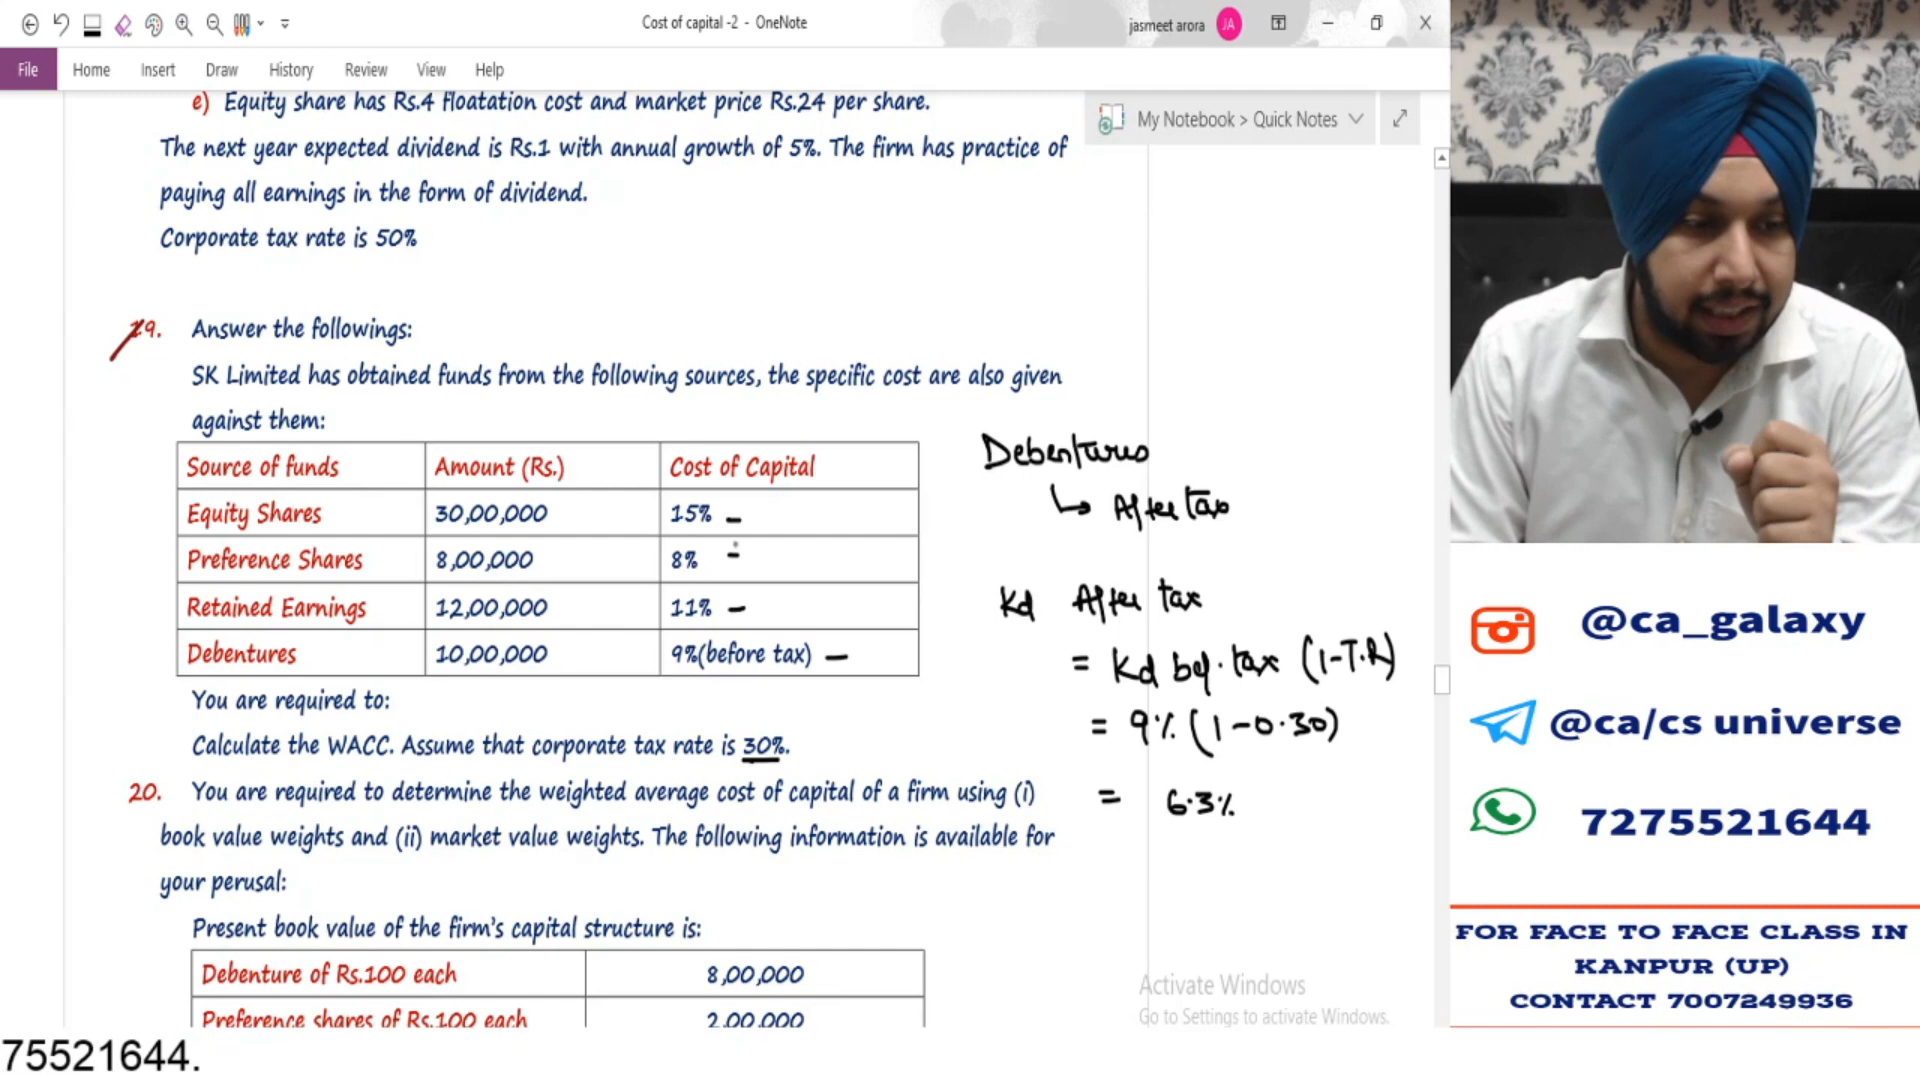 Cost of capital -2 - OneNote
jasmeet arora JA
File Home Insert Draw History Review View Help
My Notebook > Quick Notes
e) Equity share has Rs.4 floatation cost and market price Rs.24 per share.
The next year expected dividend is Rs.1 with annual growth of 5%. The firm has practice of
paying all earnings in the form of dividend.
Corporate tax rate is 50%
19. Answer the followings:
SK Limited has obtained funds from the following sources, the specific cost are also given
against them:
Source of funds Amount (Rs.) Cost of Capital
Equity Shares 30,00,000 15%
Preference Shares 8,00,000 8%
Retained Earnings 12,00,000 11%
Debentures 10,00,000 9%(before tax)
You are required to:
Calculate the WACC. Assume that corporate tax rate is 30%.
20. You are required to determine the weighted average cost of capital of a firm using (i)
book value weights and (ii) market value weights. The following information is available for
your perusal:
Present book value of the firm's capital structure is:
Debenture of Rs.100 each 8,00,000
Preference shares of Rs.100 each 2,00,000
Debentures
↳ After tax
Kd After tax
= Kd bef. tax (1-T.R)
= 9% (1-0.30)
= 6.3%
Activate Windows
Go to Settings to activate Windows.
@ca_galaxy
@ca/cs universe
7275521644
FOR FACE TO FACE CLASS IN
KANPUR (UP)
CONTACT 7007249936
75521644.